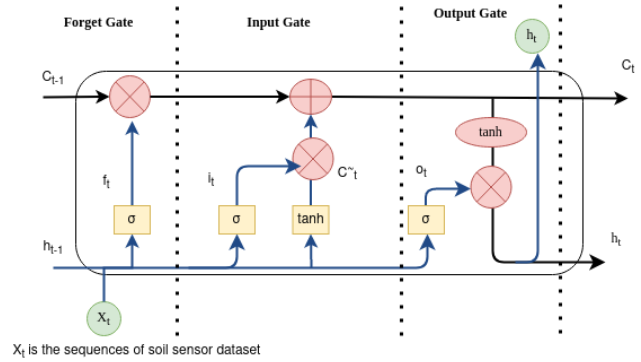 Forget Gate
Input Gate
Output Gate
hₜ
Cₜ₋₁
Cₜ
tanh
fₜ
iₜ
C~ₜ
oₜ
σ
σ
tanh
σ
hₜ₋₁
hₜ
Xₜ
Xₜ is the sequences of soil sensor dataset